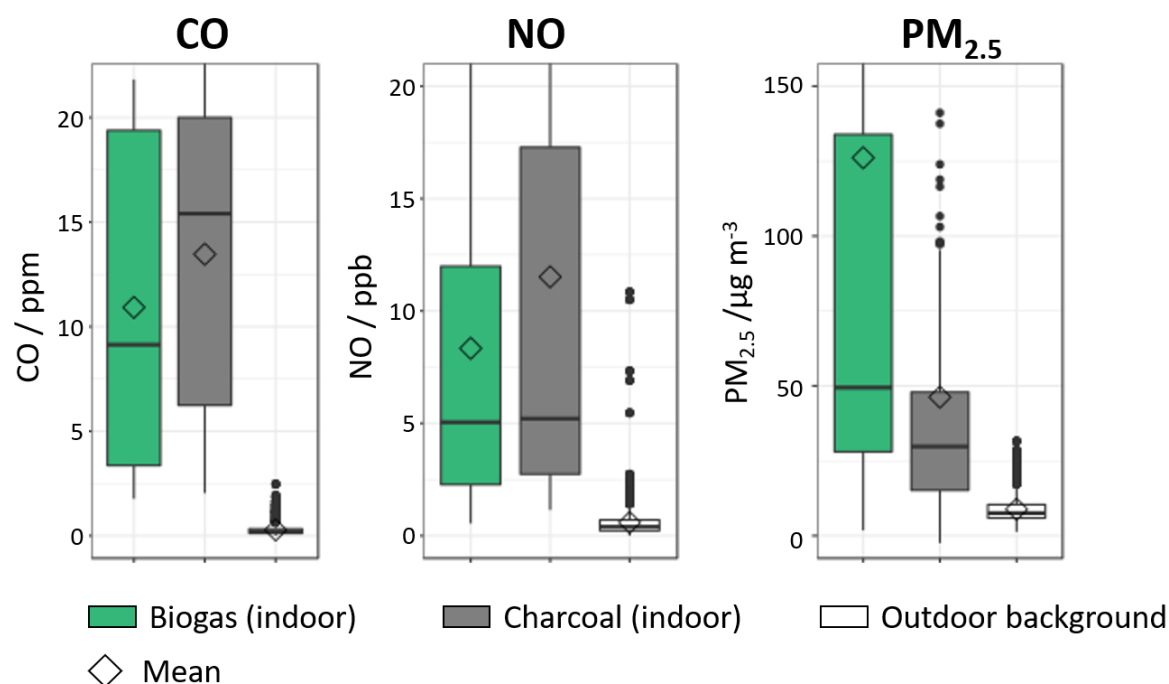 CO
NO
PM2.5
CO / ppm
20
15
10
5
0
NO / ppb
20
15
10
5
0
PM2.5 /µg m-3
150
100
50
0
Biogas (indoor)
Charcoal (indoor)
Outdoor background
Mean